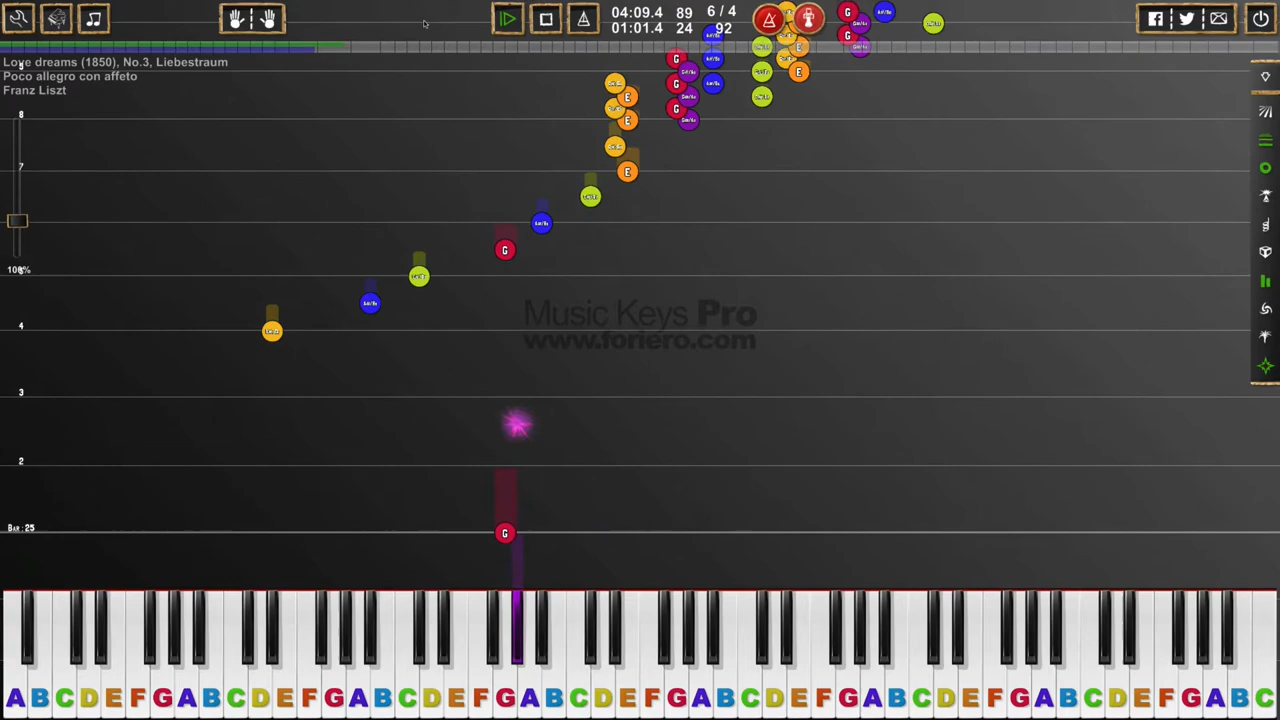 04:09.4 89 6 / 4
01:01.4 24 92
Love dreams (1850), No.3, Liebestraum
Poco allegro con affeto
Franz Liszt
8
7
100%
4
3
2
BAR: 25
Music Keys Pro
www.foriero.com
G
G G
G
G
G
G
G
E
E
E
E
E
A B C D E F G A B C D E F G A B C D E F G A B C D E F G A B C D E F G A B C D E F G A B C D E F G A B C